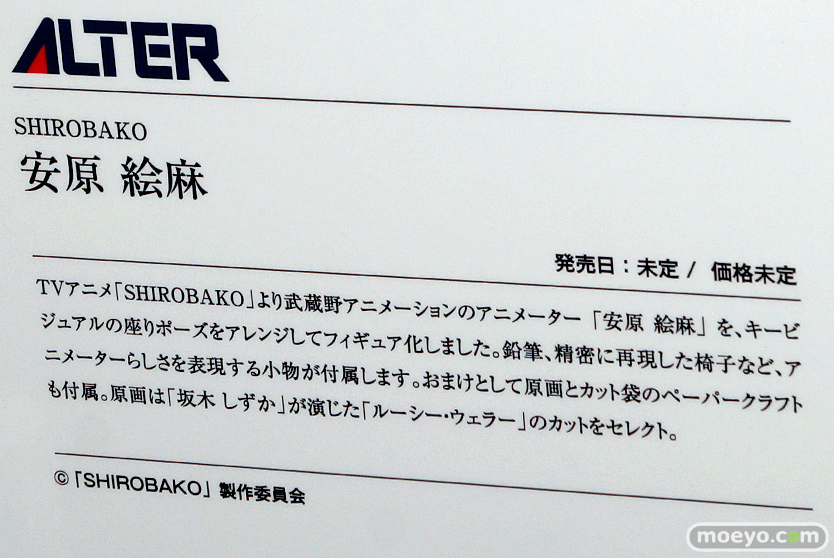 ALTER
SHIROBAKO
安原 絵麻
発売日：未定 / 価格未定
TVアニメ「SHIROBAKO」より武蔵野アニメーションのアニメーター「安原 絵麻」を、キービ
ジュアルの座りポーズをアレンジしてフィギュア化しました。鉛筆、精密に再現した椅子など、ア
ニメーターらしさを表現する小物が付属します。おまけとして原画とカット袋のペーパークラフト
も付属。原画は「坂木 しずか」が演じた「ルーシー・ウェラー」のカットをセレクト。
©「SHIROBAKO」製作委員会
moeyo.com